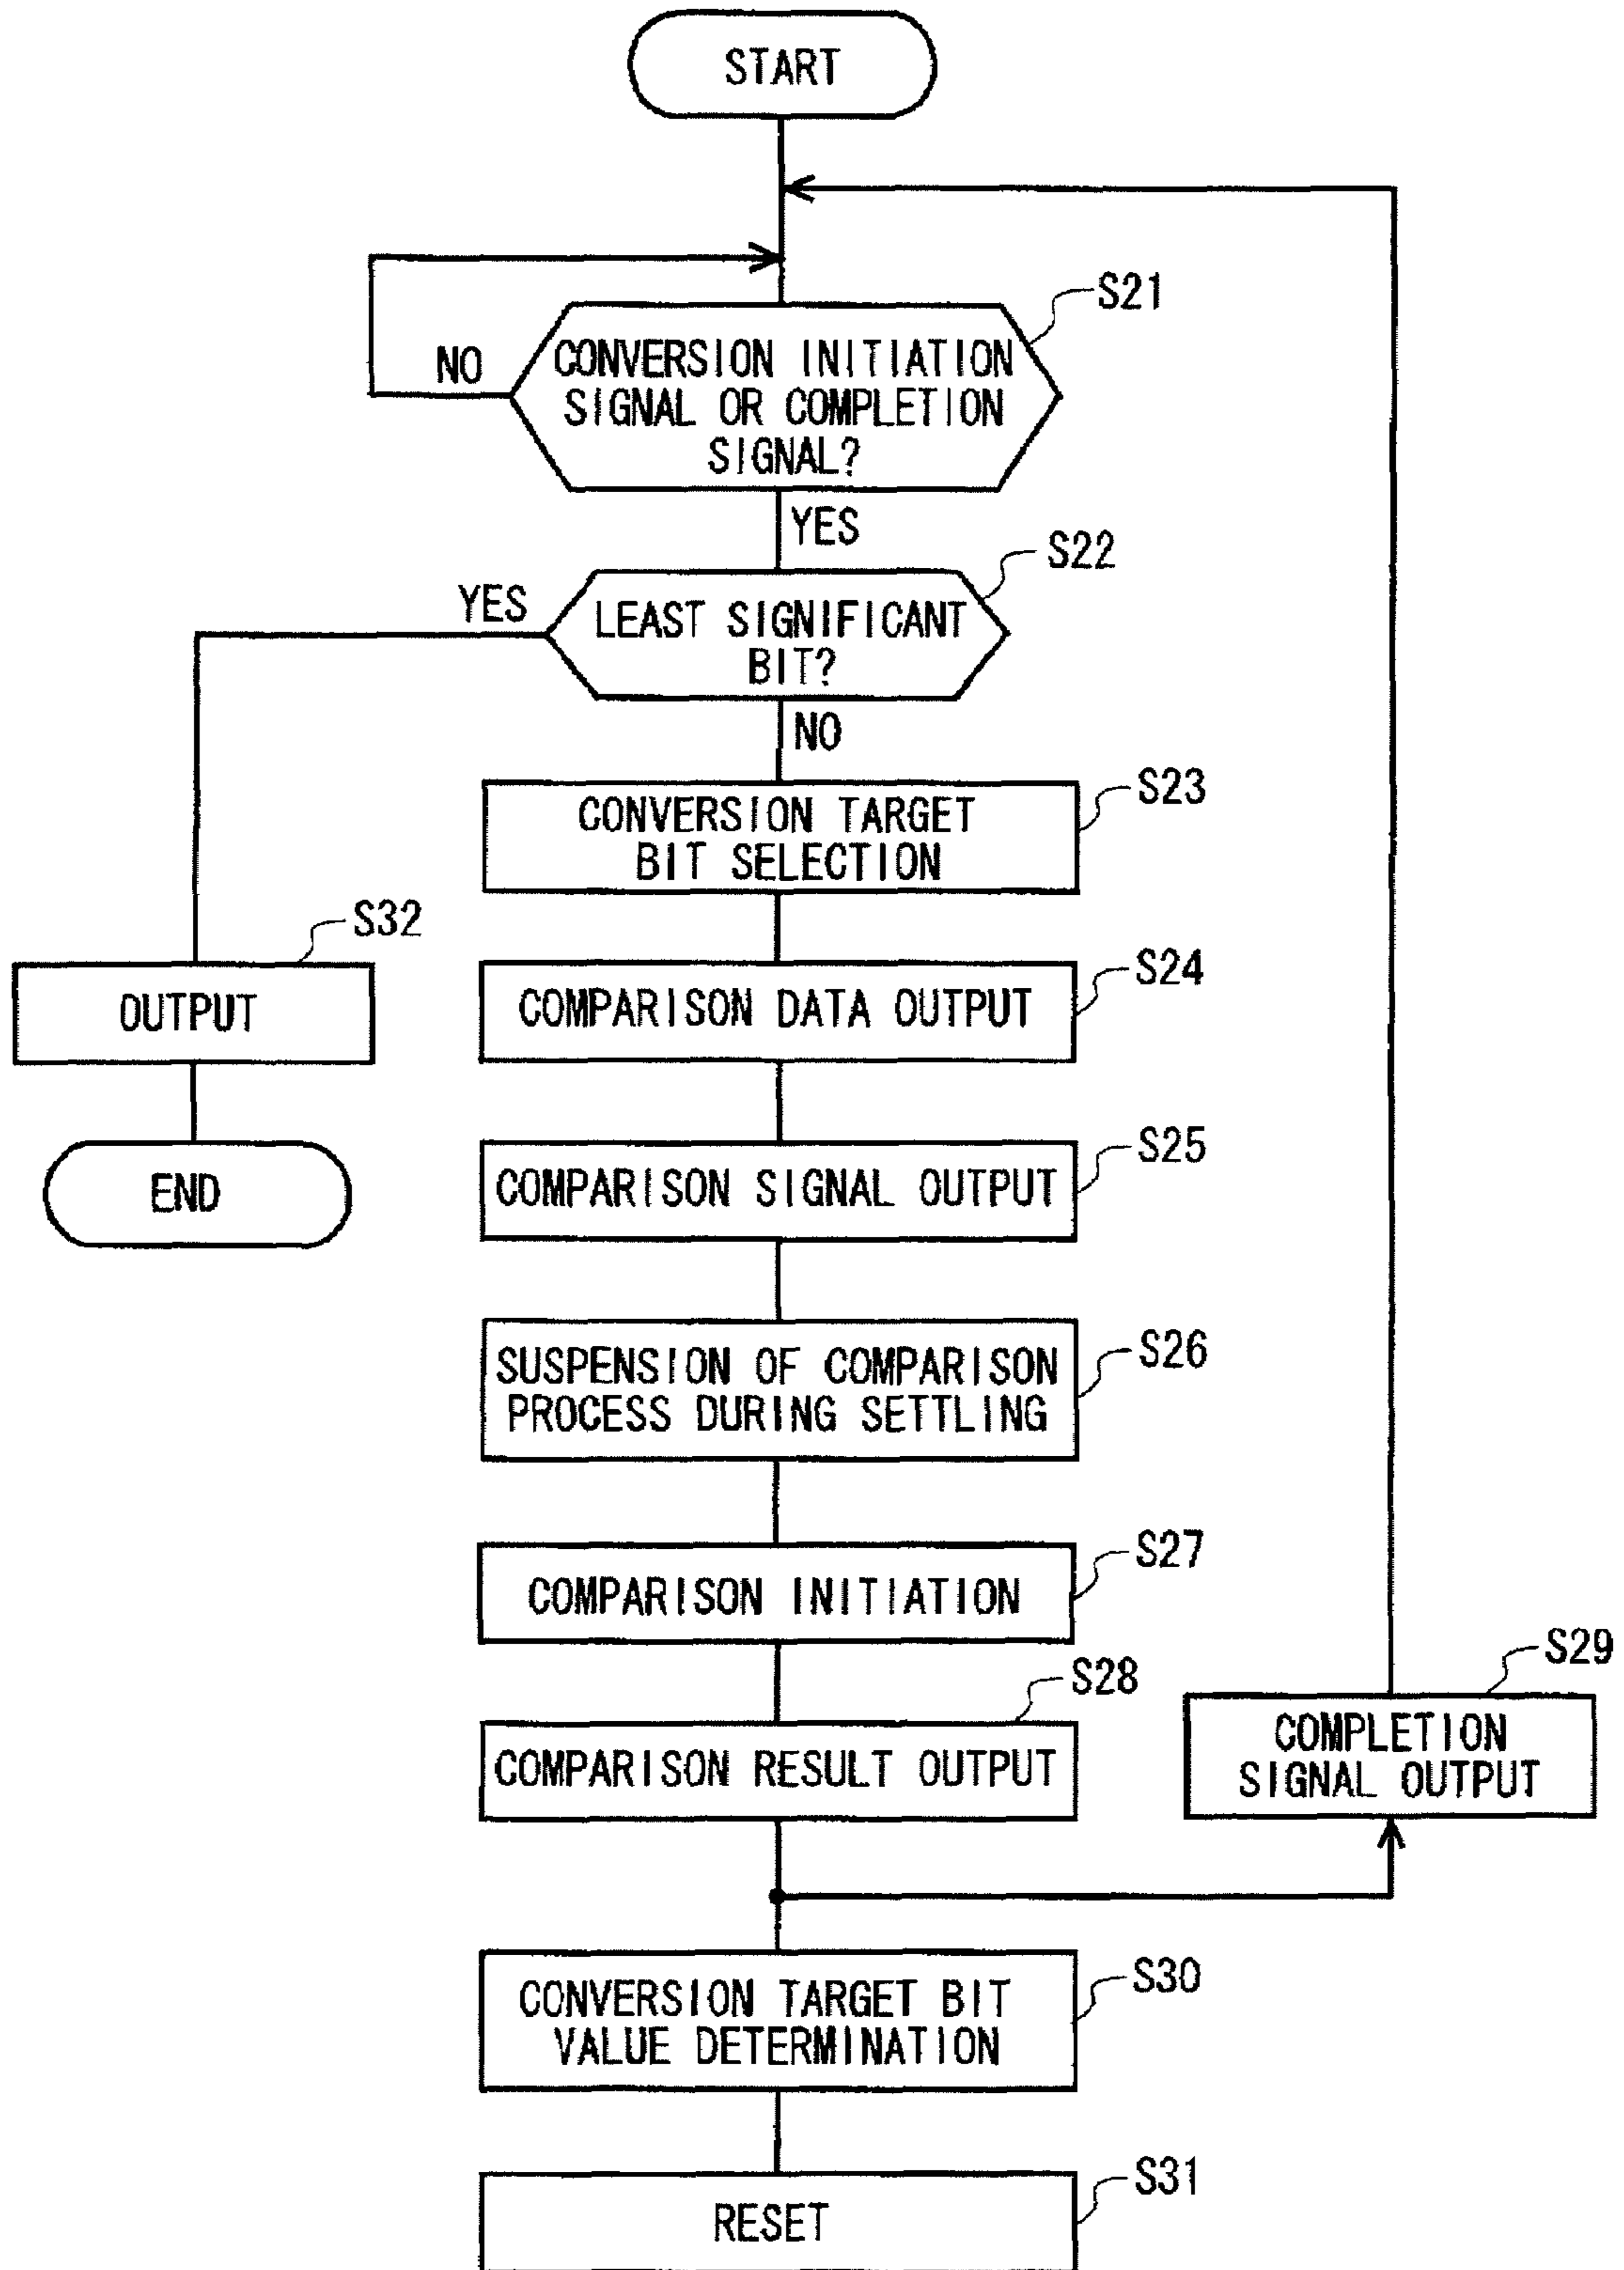 START
S21
CONVERSION INITIATION
SIGNAL OR COMPLETION
SIGNAL?
NO
YES
S22
YES
LEAST SIGNIFICANT
BIT?
NO
S23
CONVERSION TARGET
BIT SELECTION
S32
OUTPUT
S24
COMPARISON DATA OUTPUT
END
S25
COMPARISON SIGNAL OUTPUT
S26
SUSPENSION OF COMPARISON
PROCESS DURING SETTLING
S27
COMPARISON INITIATION
S28
COMPARISON RESULT OUTPUT
S29
COMPLETION
SIGNAL OUTPUT
S30
CONVERSION TARGET BIT
VALUE DETERMINATION
S31
RESET